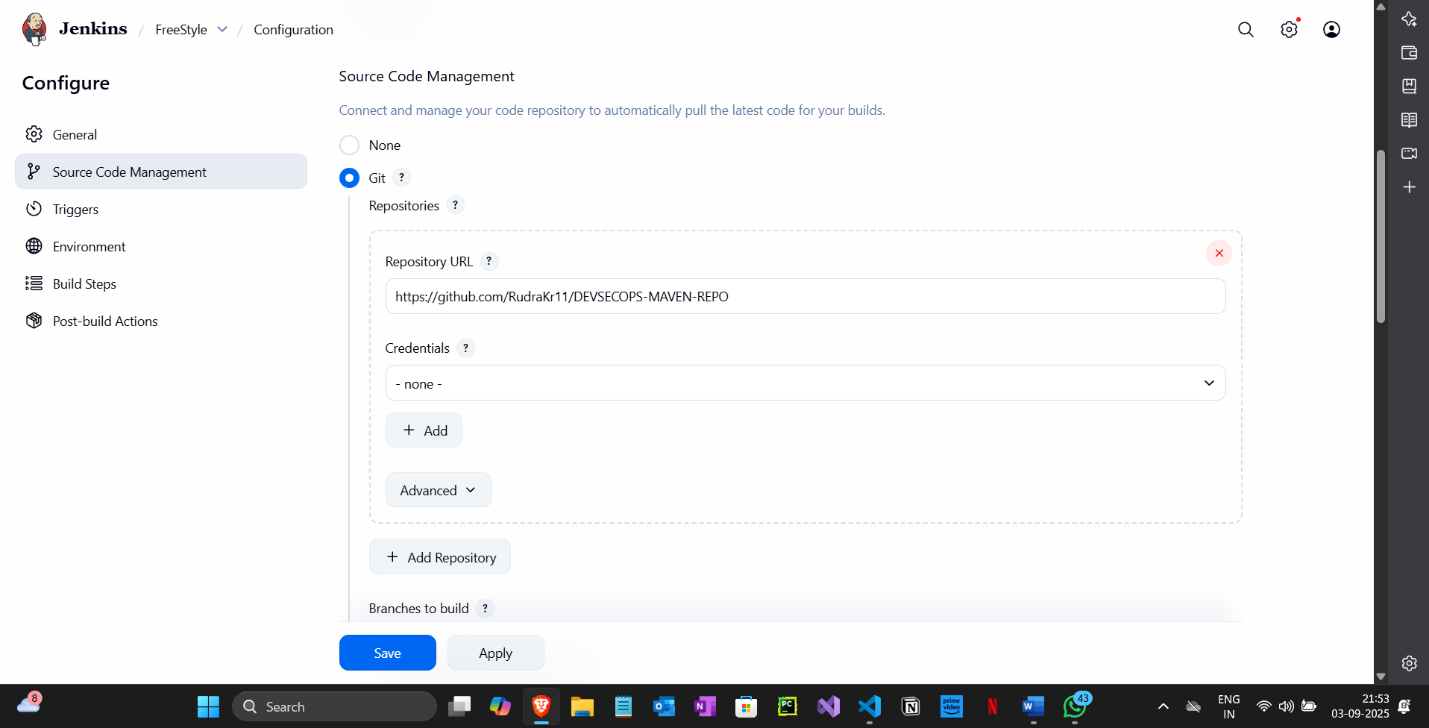 Jenkins / FreeStyle / Configuration
Configure
General
Source Code Management
Triggers
Environment
Build Steps
Post-build Actions
Source Code Management
Connect and manage your code repository to automatically pull the latest code for your builds.
None
Git ?
Repositories ?
Repository URL ?
https://github.com/RudraKr11/DEVSECOPS-MAVEN-REPO
Credentials ?
- none -
+ Add
Advanced
+ Add Repository
Branches to build ?
Save Apply
8
Search
PC
prime video
N
W
43
ENG
IN
21:53
03-09-2025